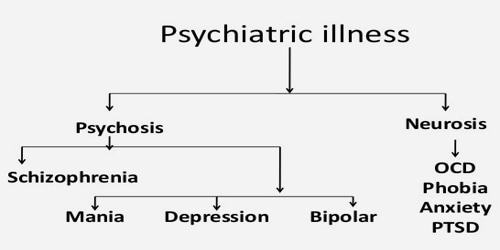 Psychiatric illness
Psychosis
Neurosis
Schizophrenia
Mania
Depression
Bipolar
OCD
Phobia
Anxiety
PTSD